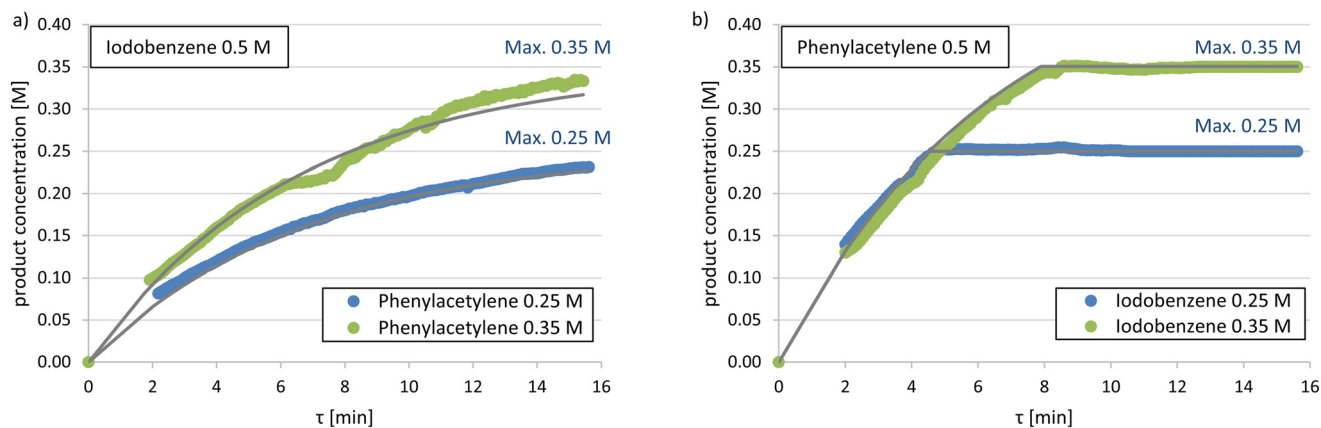 a)
Iodobenzene 0.5 M
Max. 0.35 M
Max. 0.25 M
product concentration [M]
0.40
0.35
0.30
0.25
0.20
0.15
0.10
0.05
0.00
Phenylacetylene 0.25 M
Phenylacetylene 0.35 M
0 2 4 6 8 10 12 14 16
τ [min]
b)
Phenylacetylene 0.5 M
Max. 0.35 M
Max. 0.25 M
product concentration [M]
0.40
0.35
0.30
0.25
0.20
0.15
0.10
0.05
0.00
Iodobenzene 0.25 M
Iodobenzene 0.35 M
0 2 4 6 8 10 12 14 16
τ [min]